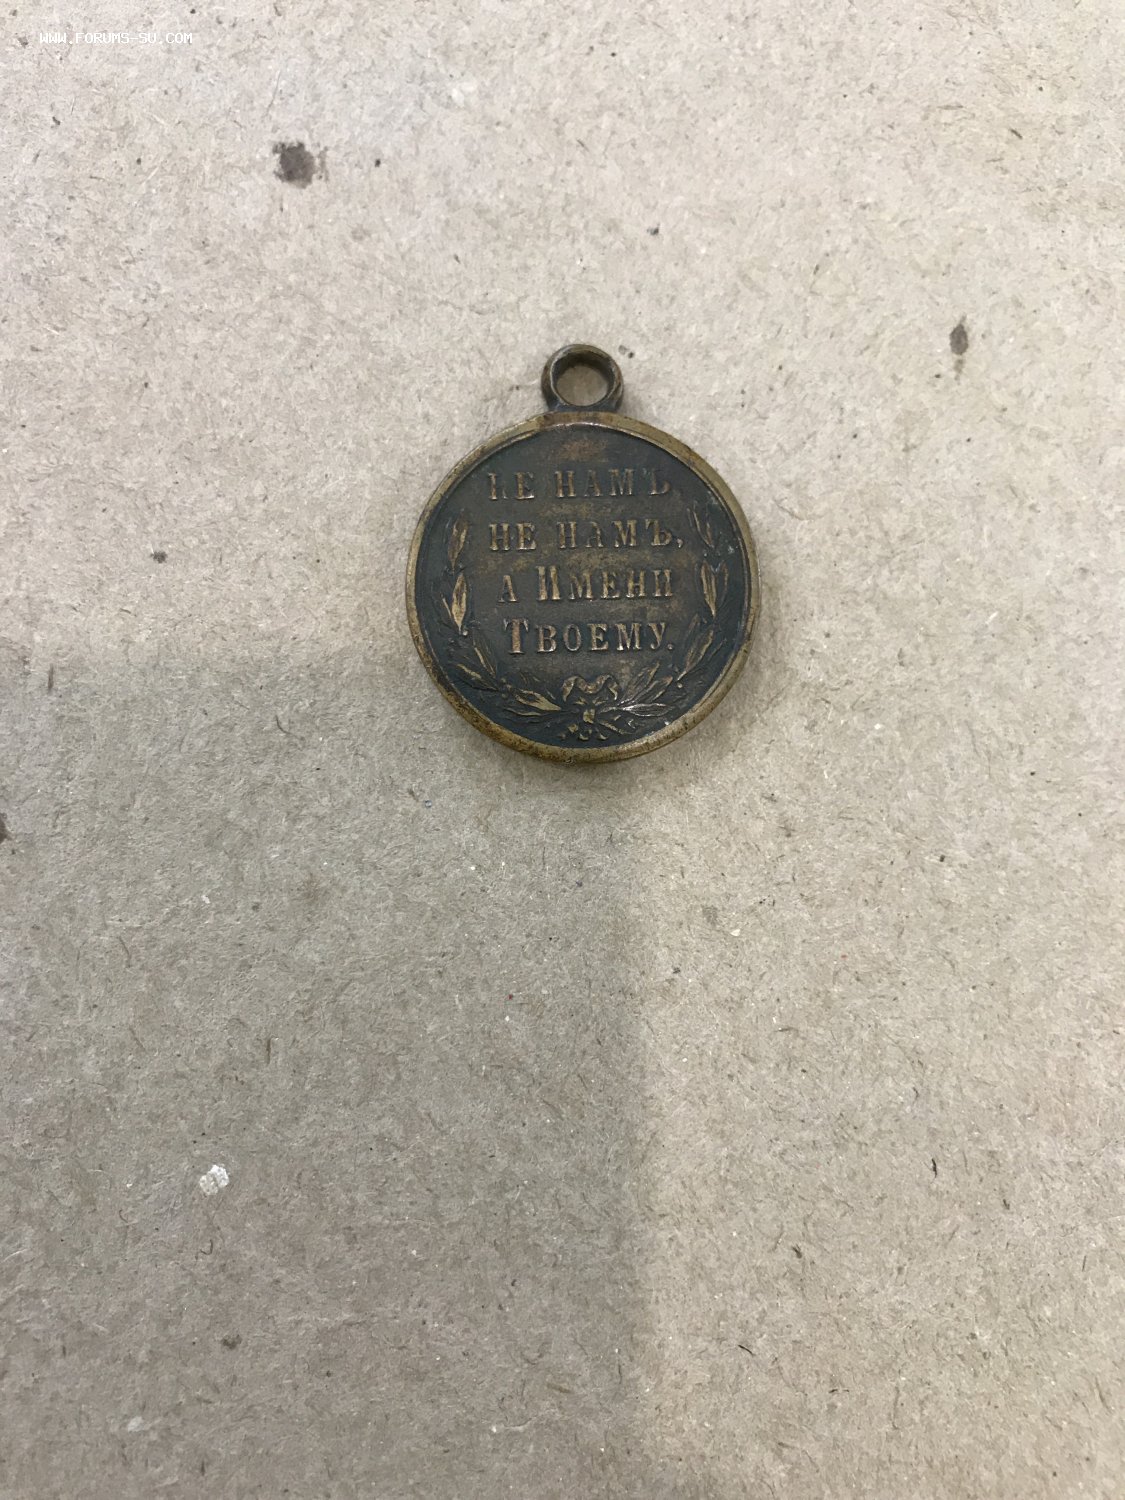 WWW.FORUMS-SU.COM
НЕ НАМЪ
НЕ НАМЪ,
А ИМЕНИ
ТВОЕМУ.